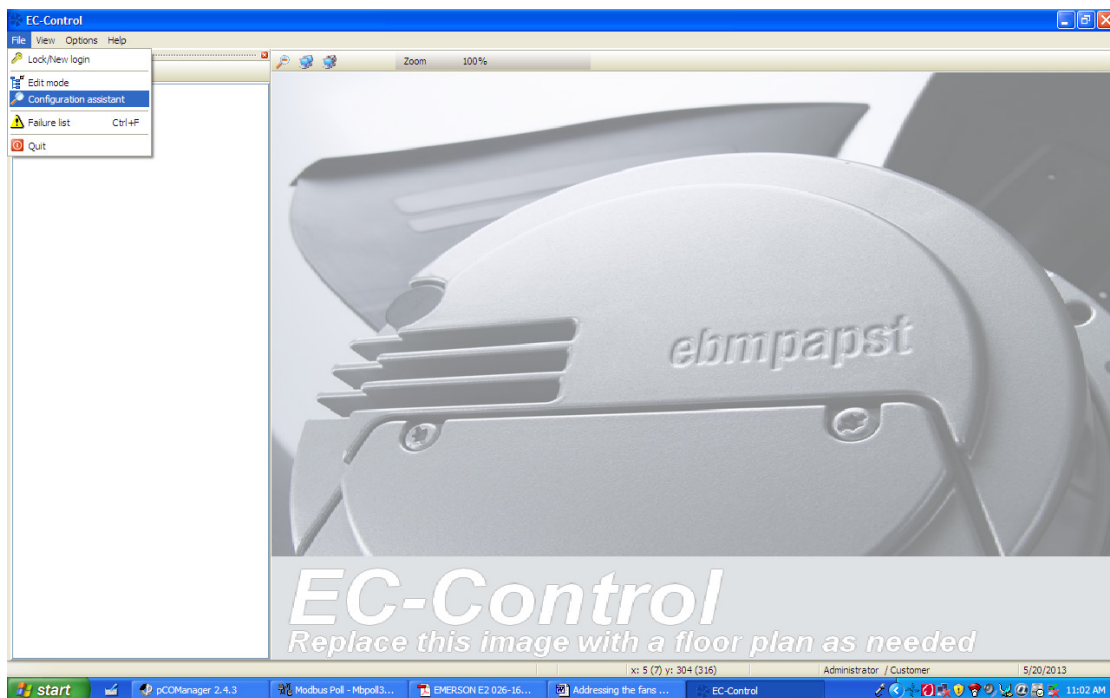 EC-Control
File View Options Help
Lock/New login
Edit mode
Configuration assistant
Failure list Ctrl+F
Quit
Zoom 100%
ebmpapst
EC-Control
Replace this image with a floor plan as needed
x: 5 (7) y: 304 (316) Administrator / Customer 5/20/2013
start pCOManager 2.4.3 Modbus Poll - Mbpoll3... EMERSON E2 026-16... Addressing the fans ... EC-Control 11:02 AM